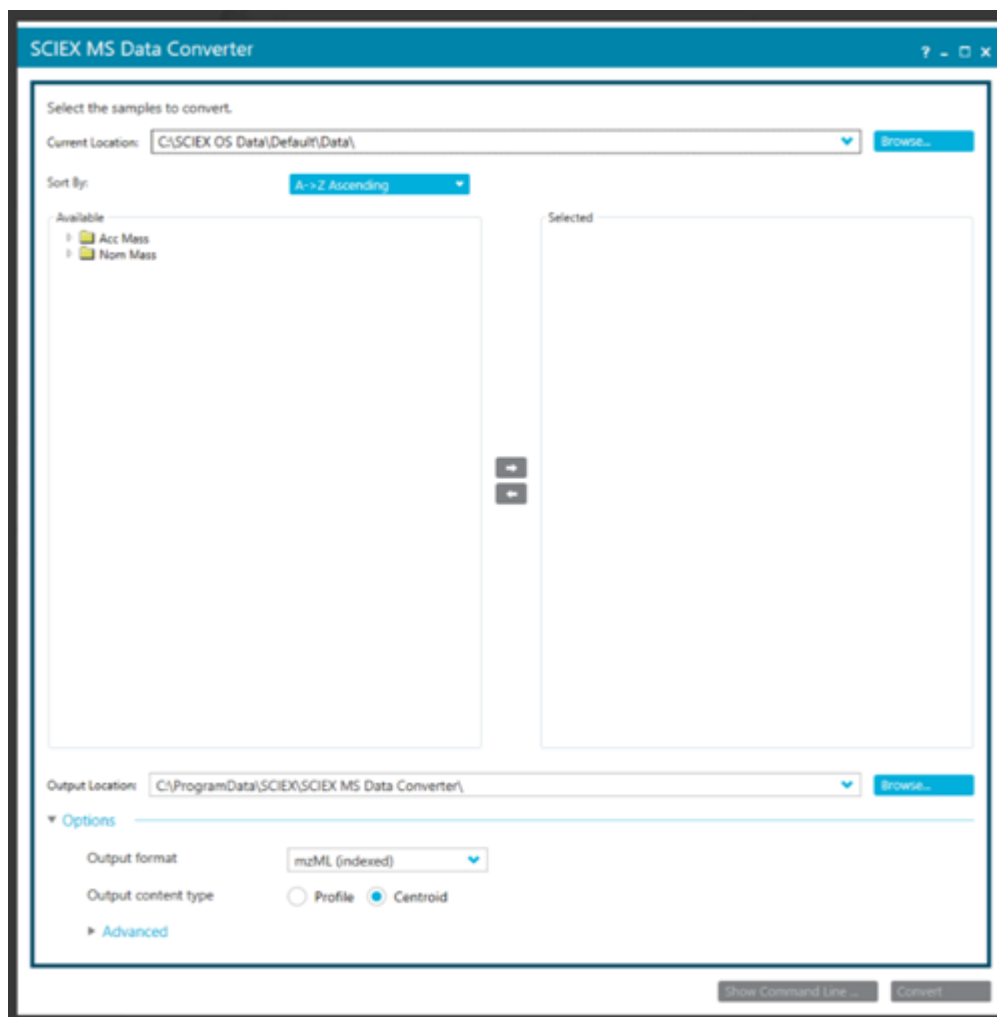 SCIEX MS Data Converter
? - □ x
Select the samples to convert.
Current Location: C:\SCIEX OS Data\Default\Data\ Browse...
Sort By: A->Z Ascending
Available Selected
Acc Mass
Nom Mass
Output Location: C:\ProgramData\SCIEX\SCIEX MS Data Converter\ Browse...
Options
Output format mzML (indexed)
Output content type Profile Centroid
Advanced
Show Command Line ... Convert